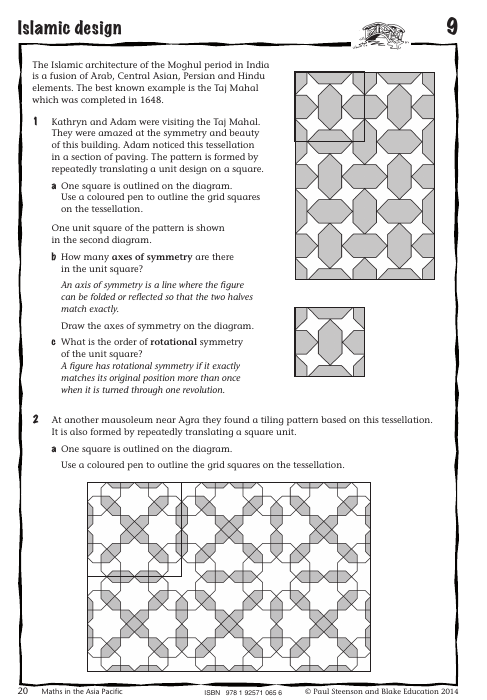 Islamic design
9
The Islamic architecture of the Moghul period in India
is a fusion of Arab, Central Asian, Persian and Hindu
elements. The best known example is the Taj Mahal
which was completed in 1648.
1 Kathryn and Adam were visiting the Taj Mahal.
They were amazed at the symmetry and beauty
of this building. Adam noticed this tessellation
in a section of paving. The pattern is formed by
repeatedly translating a unit design on a square.
a One square is outlined on the diagram.
Use a coloured pen to outline the grid squares
on the tessellation.
One unit square of the pattern is shown
in the second diagram.
b How many axes of symmetry are there
in the unit square?
An axis of symmetry is a line where the figure
can be folded or reflected so that the two halves
match exactly.
Draw the axes of symmetry on the diagram.
c What is the order of rotational symmetry
of the unit square?
A figure has rotational symmetry if it exactly
matches its original position more than once
when it is turned through one revolution.
2 At another mausoleum near Agra they found a tiling pattern based on this tessellation.
It is also formed by repeatedly translating a square unit.
a One square is outlined on the diagram.
Use a coloured pen to outline the grid squares on the tessellation.
20 Maths in the Asia Pacific ISBN 978 1 92571 065 6 © Paul Steenson and Blake Education 2014